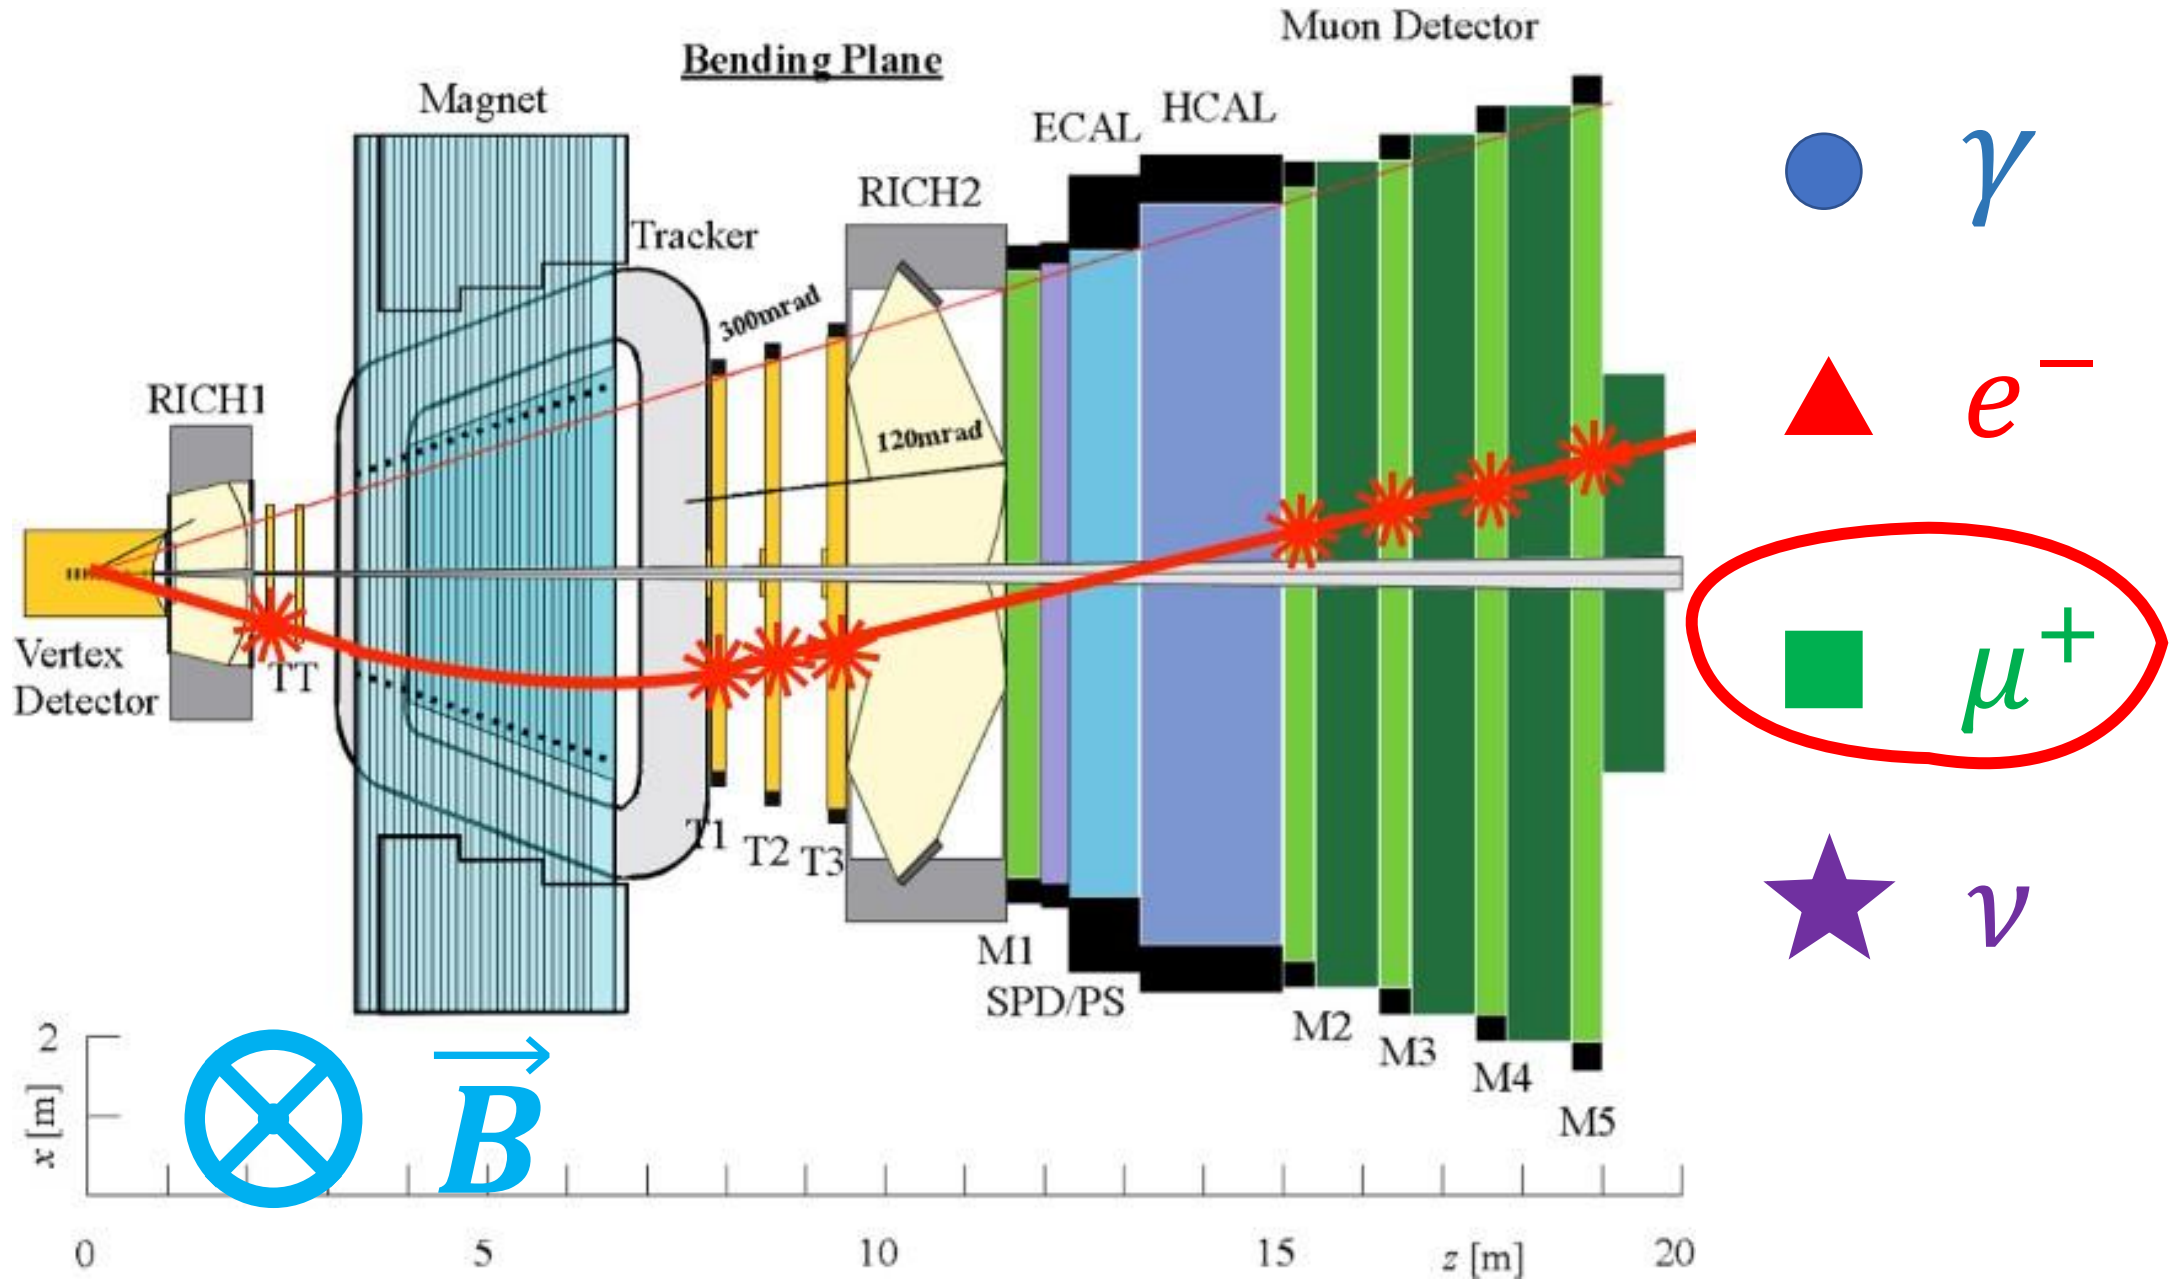 Muon Detector
Bending Plane
Magnet
ECAL
HCAL
RICH2
Tracker
300mrad
RICH1
120mrad
Vertex
Detector
TT
T1
T2
T3
M1
SPD/PS
M2
M3
M4
M5
γ
e⁻
μ⁺
ν
2
x [m]
B⃗
0
5
10
15
z [m]
20